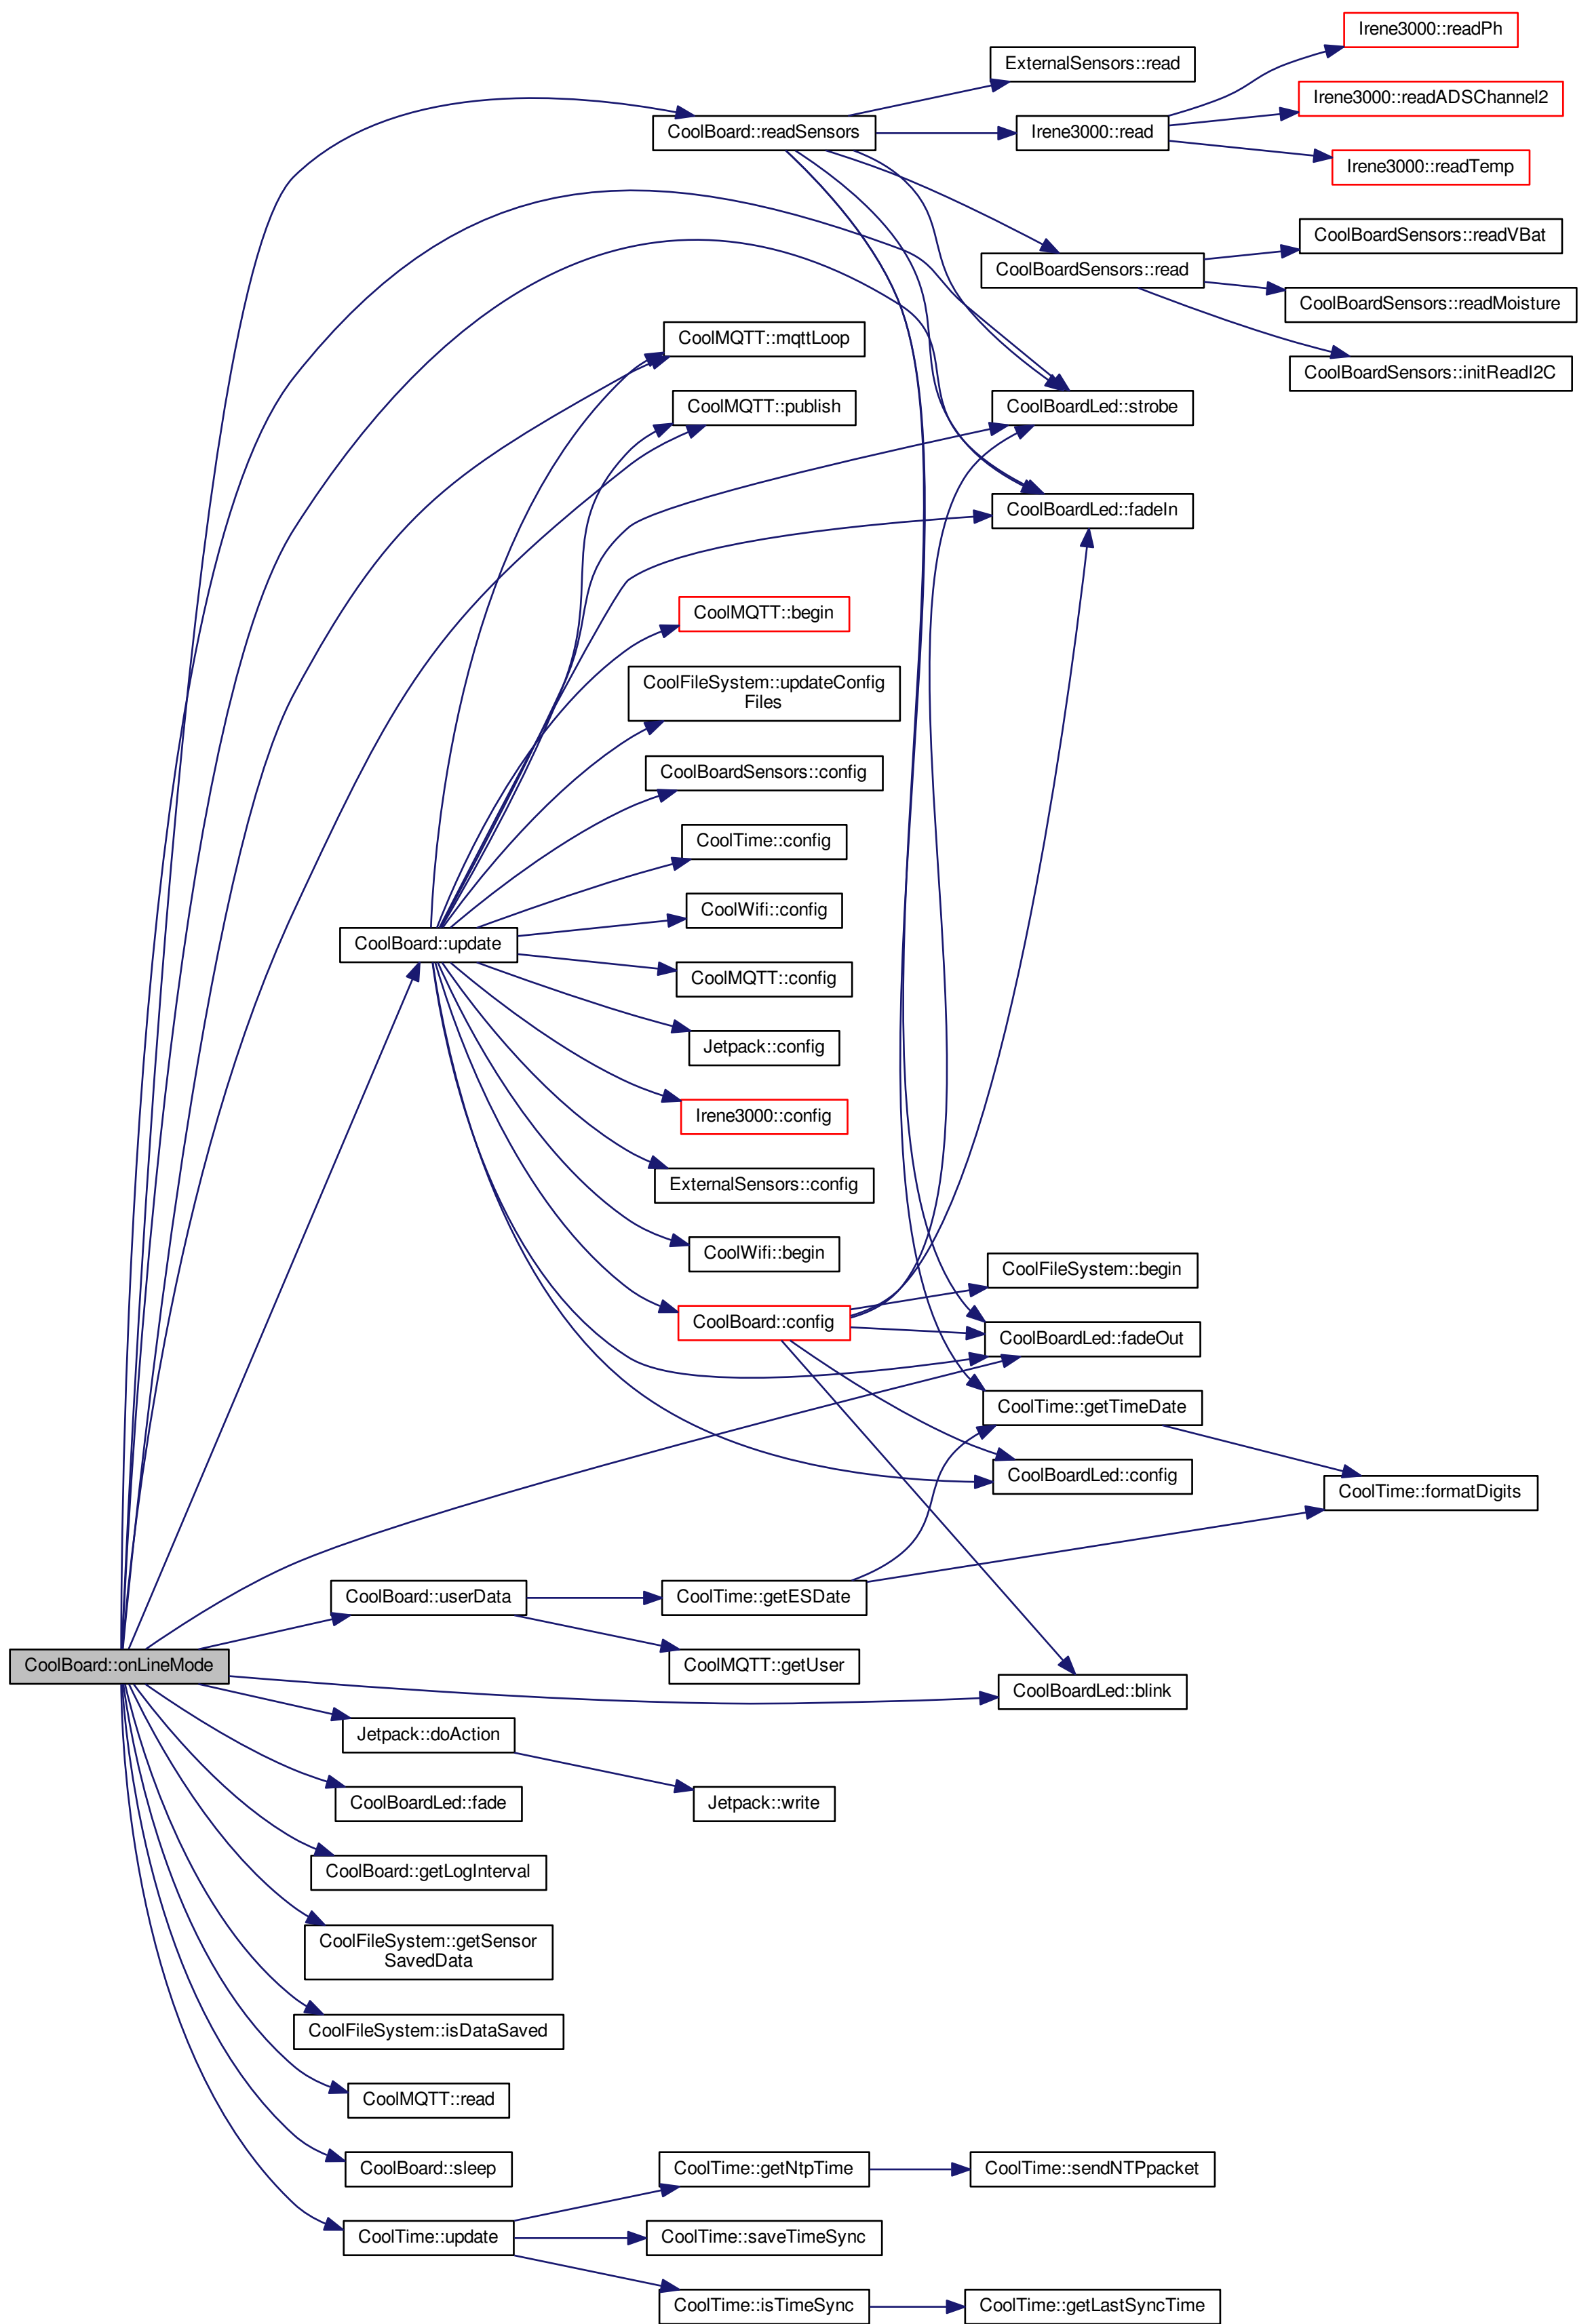 Irene3000::readPh
ExternalSensors::read
Irene3000::readADSChannel2
CoolBoard::readSensors
Irene3000::read
Irene3000::readTemp
CoolBoardSensors::readVBat
CoolBoardSensors::read
CoolBoardSensors::readMoisture
CoolMQTT::mqttLoop
CoolBoardSensors::initReadI2C
CoolMQTT::publish
CoolBoardLed::strobe
CoolBoardLed::fadeIn
CoolMQTT::begin
CoolFileSystem::updateConfig
Files
CoolBoardSensors::config
CoolTime::config
CoolWifi::config
CoolBoard::update
CoolMQTT::config
Jetpack::config
Irene3000::config
ExternalSensors::config
CoolWifi::begin
CoolFileSystem::begin
CoolBoard::config
CoolBoardLed::fadeOut
CoolTime::getTimeDate
CoolBoardLed::config
CoolTime::formatDigits
CoolBoard::userData
CoolTime::getESDate
CoolBoard::onLineMode
CoolMQTT::getUser
CoolBoardLed::blink
Jetpack::doAction
CoolBoardLed::fade
Jetpack::write
CoolBoard::getLogInterval
CoolFileSystem::getSensor
SavedData
CoolFileSystem::isDataSaved
CoolMQTT::read
CoolBoard::sleep
CoolTime::getNtpTime
CoolTime::sendNTPpacket
CoolTime::update
CoolTime::saveTimeSync
CoolTime::isTimeSync
CoolTime::getLastSyncTime